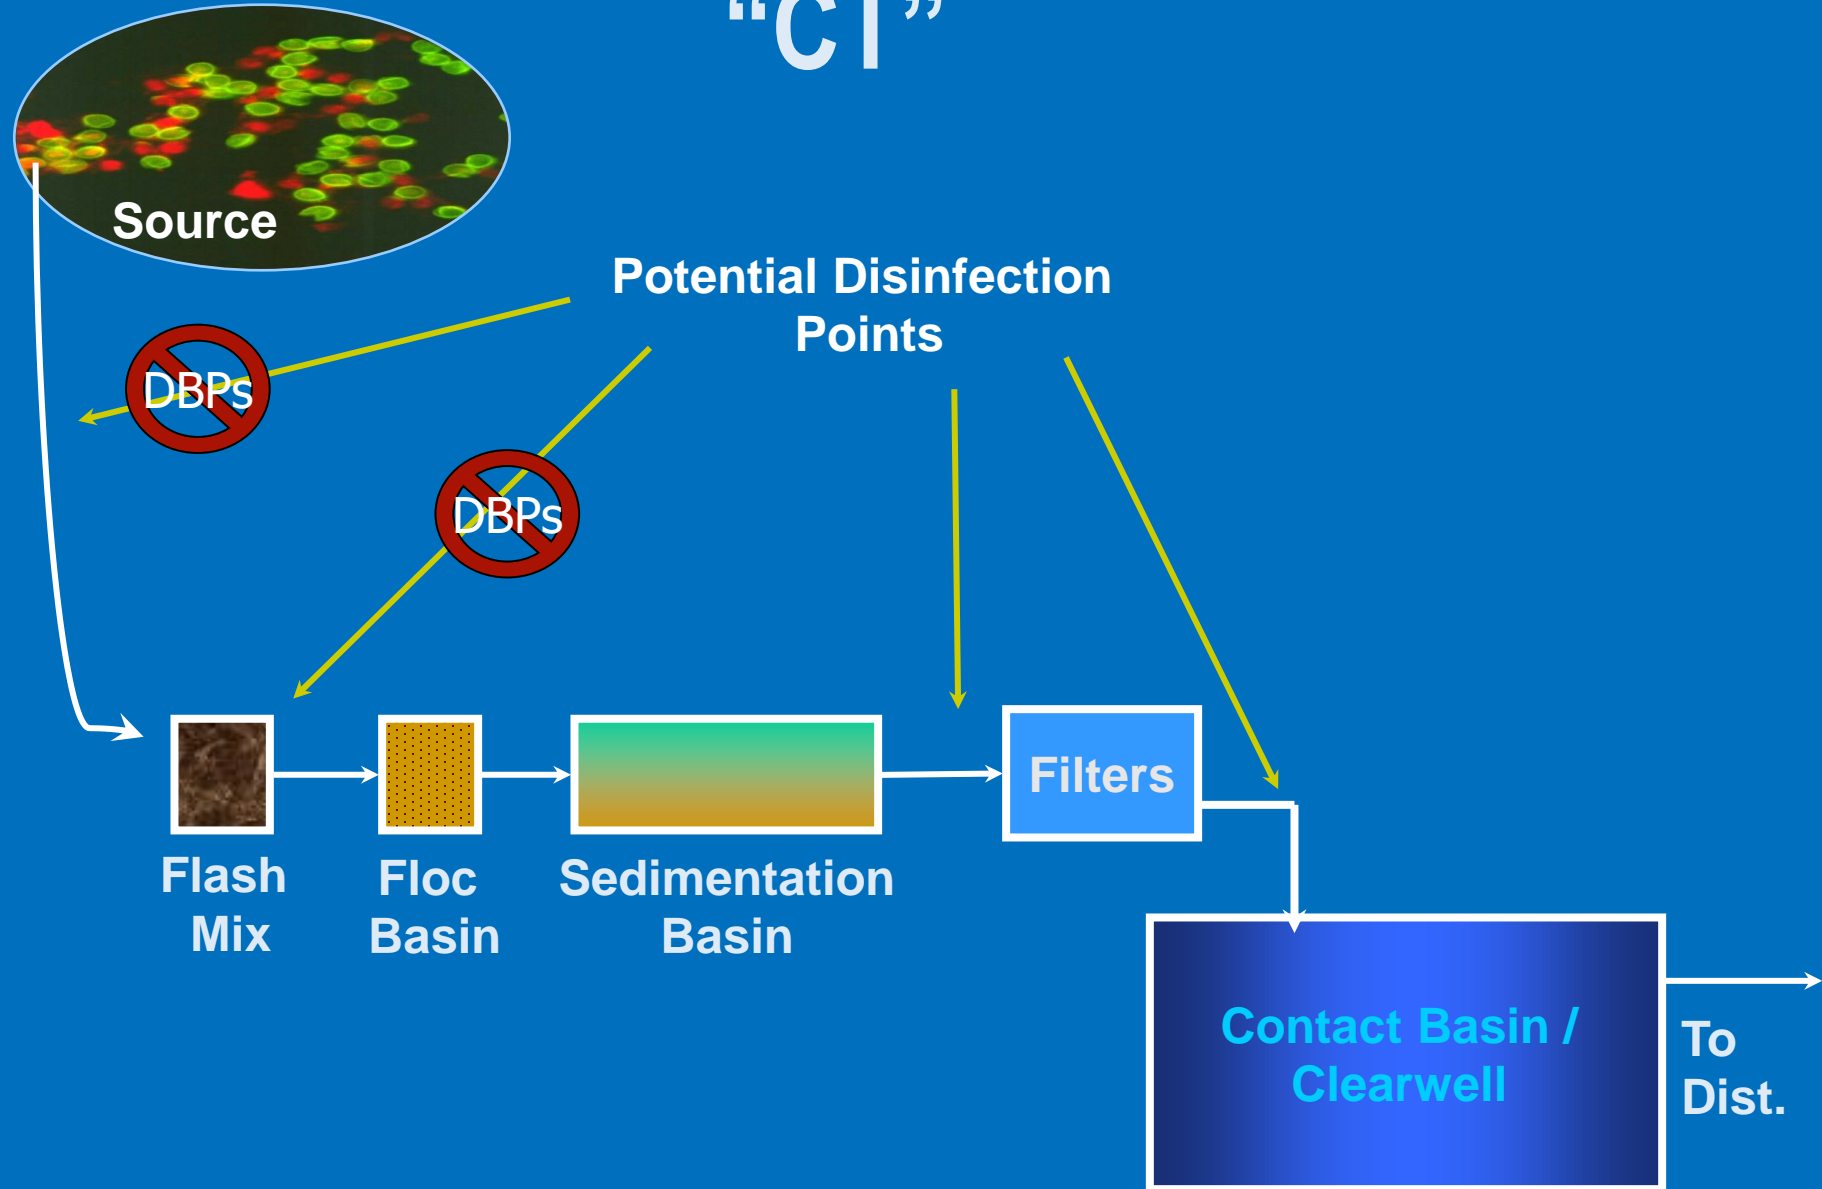 “CT”
Source
Potential Disinfection
Points
DBPs
DBPs
Filters
Flash
Mix
Floc
Basin
Sedimentation
Basin
Contact Basin /
Clearwell
To
Dist.